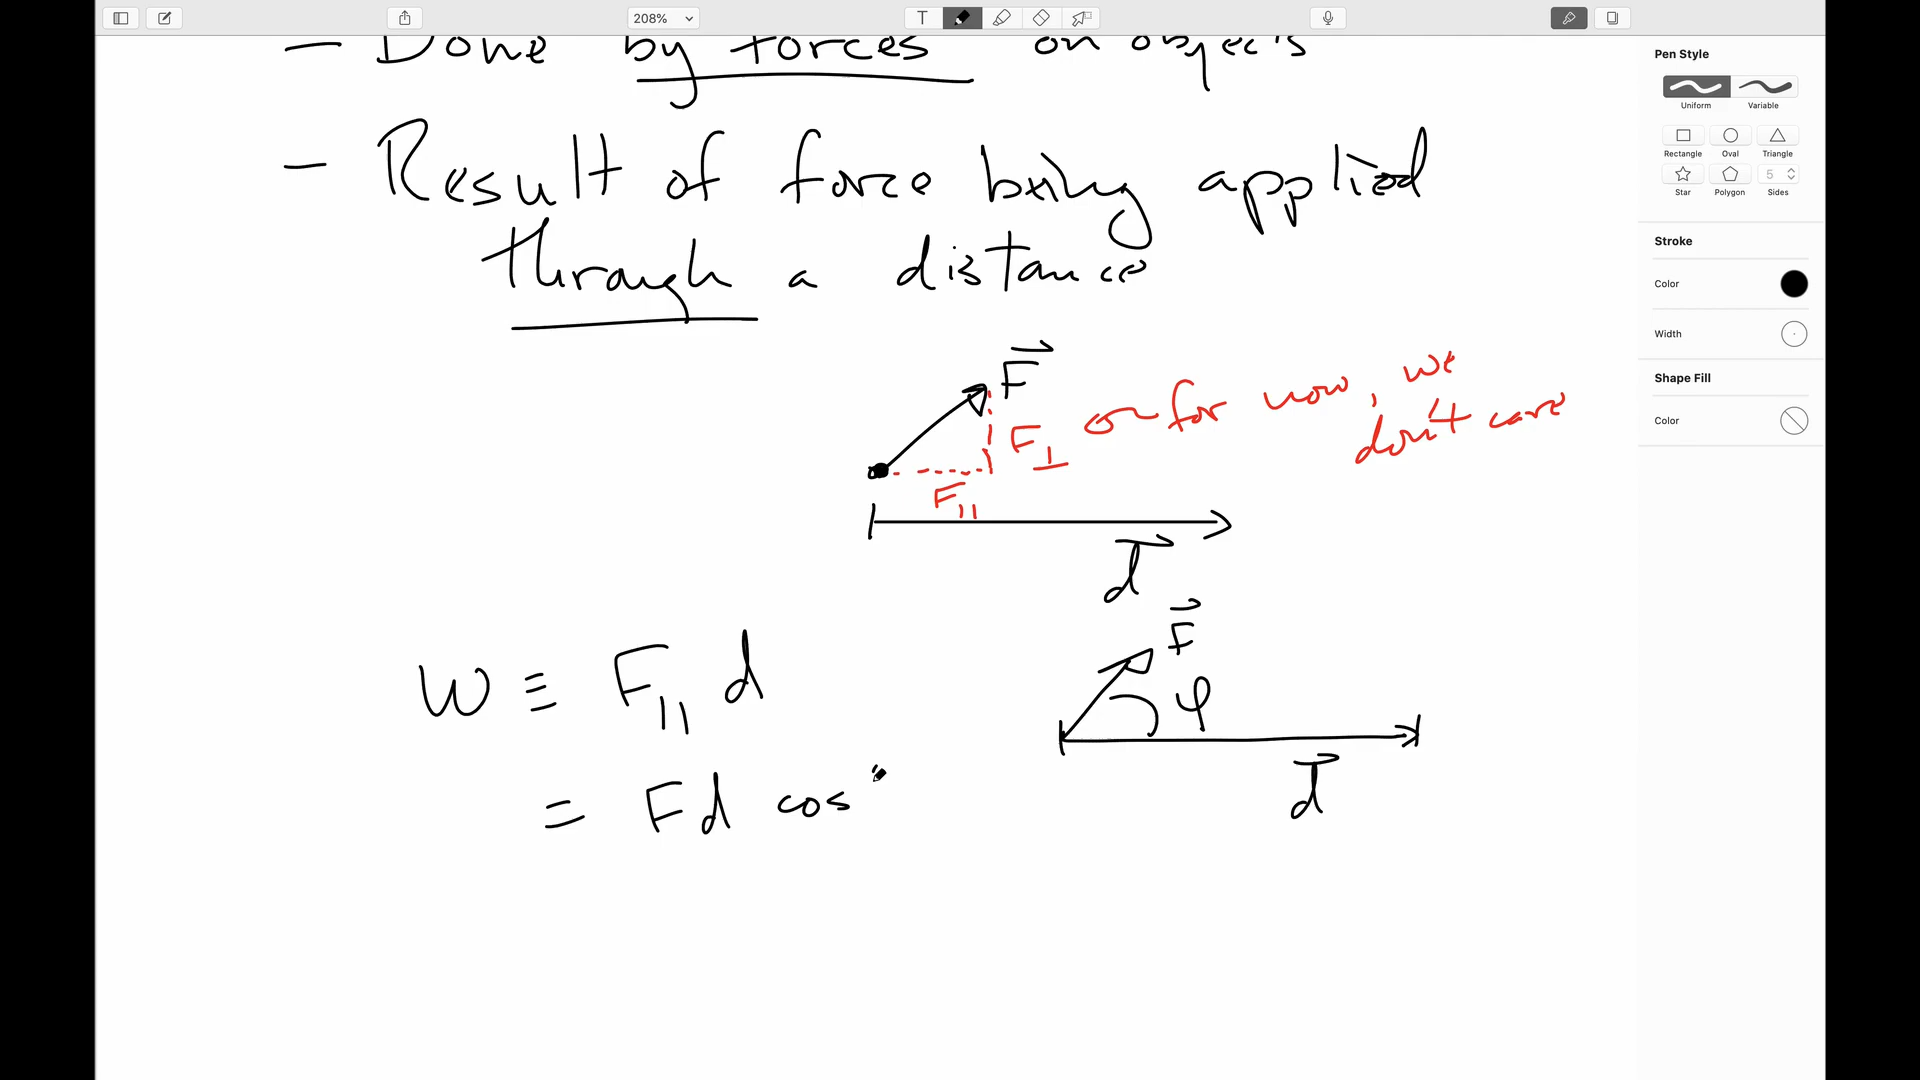 208%
T
Pen Style
Uniform
Variable
Rectangle
Oval
Triangle
Star
Polygon
5
Sides
Stroke
Color
Width
Shape Fill
Color
- Done by forces on objects
- Result of force being applied
through a distance
F
F⊥ for now, we
don't care
F||
d
F
φ
d
W ≡ F|| d
= Fd cos